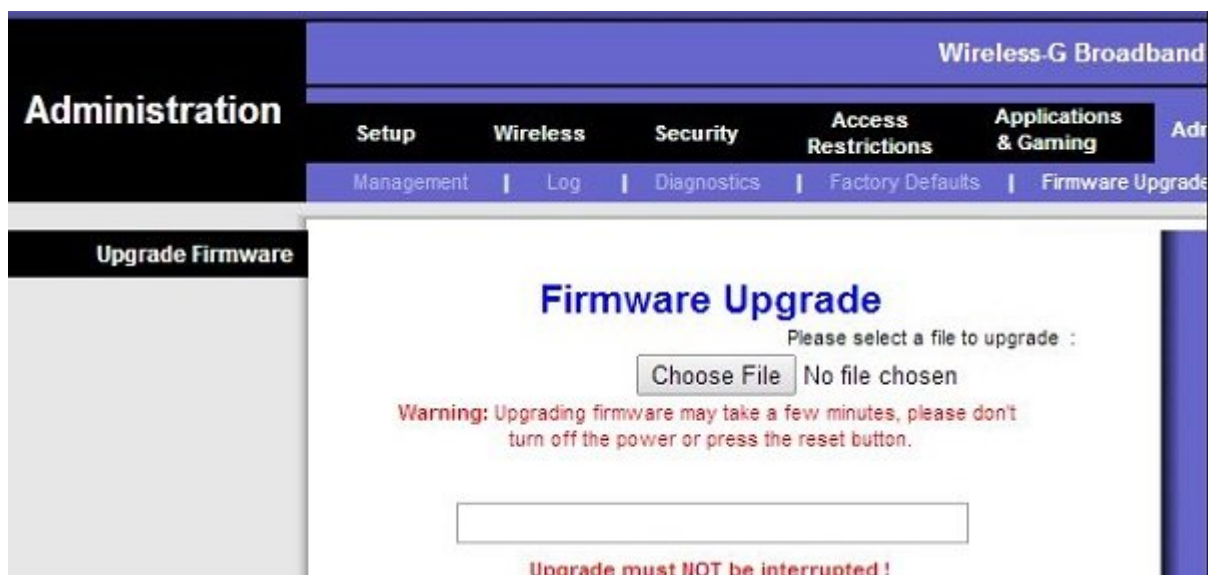 Wireless-G Broadband
Administration
Setup Wireless Security Access Restrictions Applications & Gaming
Management | Log | Diagnostics | Factory Defaults | Firmware Upgrade
Upgrade Firmware
Firmware Upgrade
Please select a file to upgrade :
Choose File No file chosen
Warning: Upgrading firmware may take a few minutes, please don't
turn off the power or press the reset button.
Upgrade must NOT be interrupted !